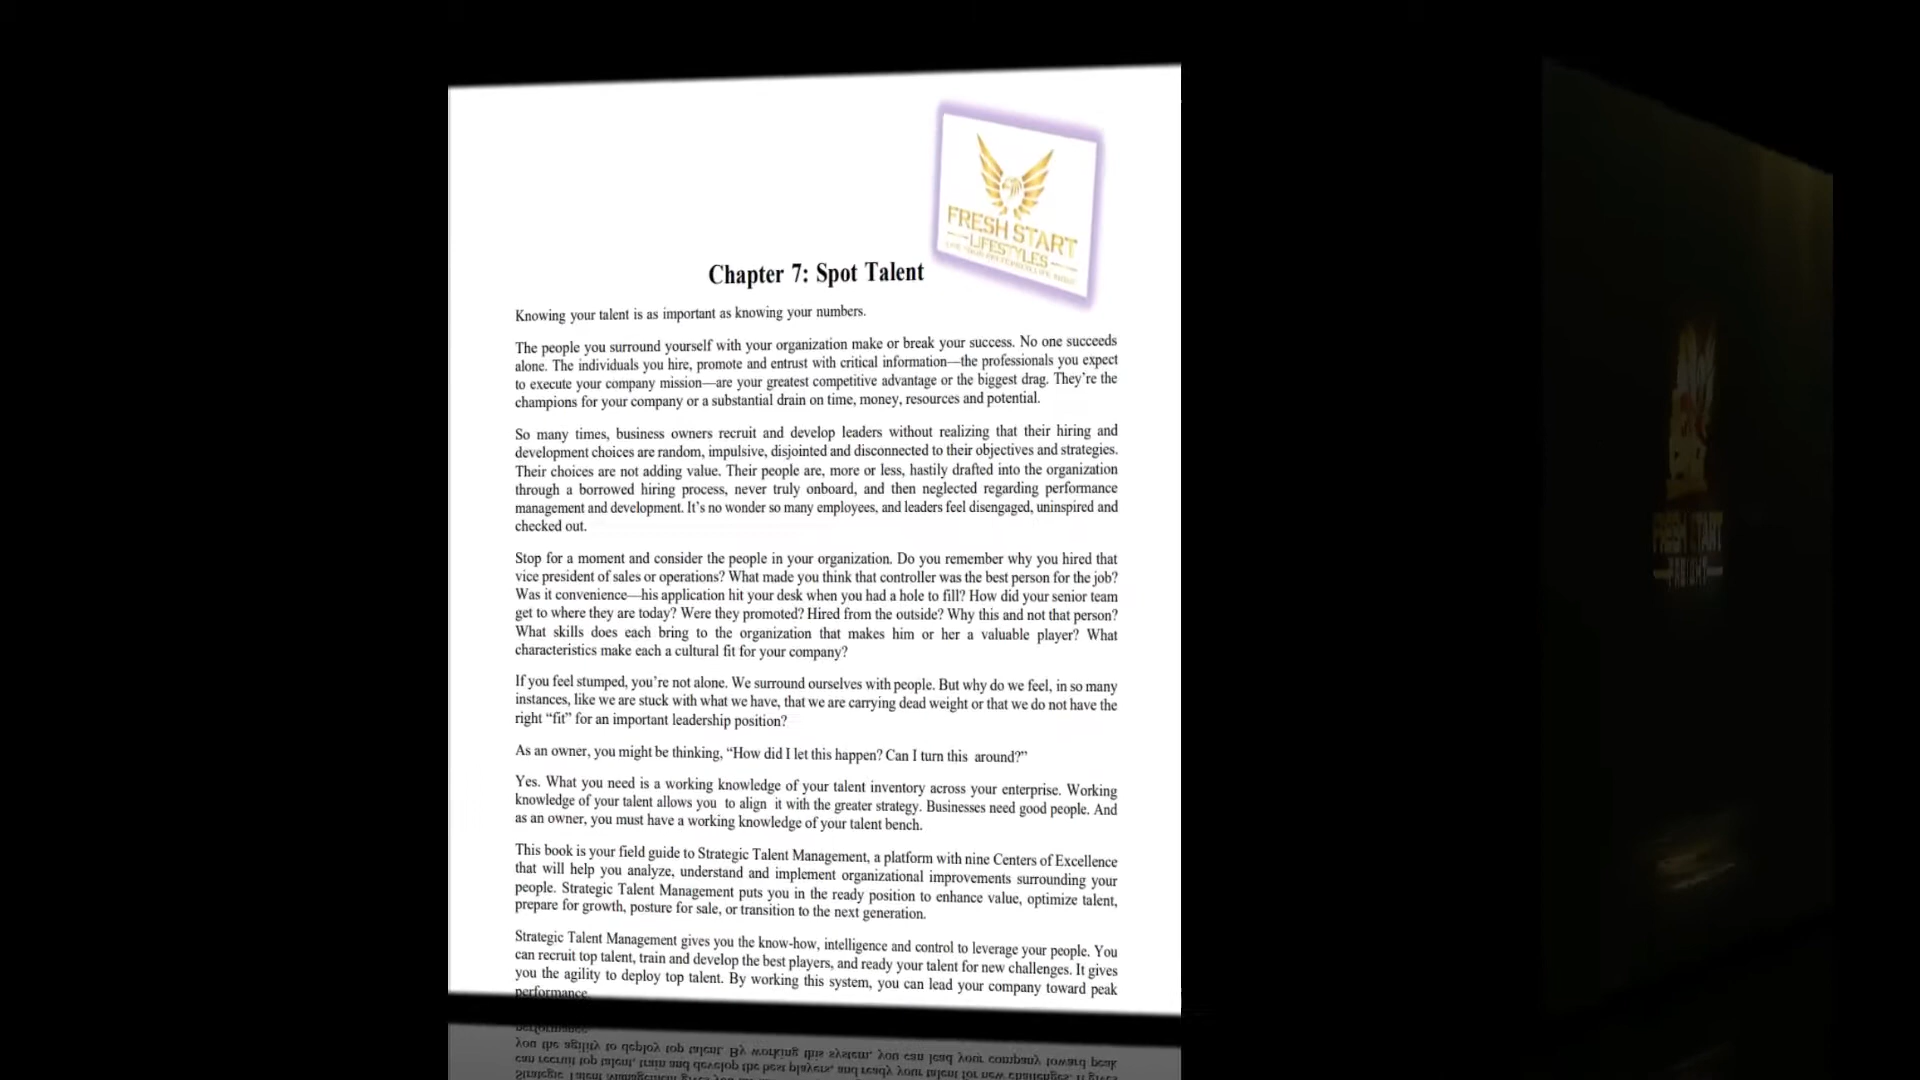 FRESH START
LIFESTYLES
Chapter 7: Spot Talent
Knowing your talent is as important as knowing your numbers.
The people you surround yourself with your organization make or break your success. No one succeeds
alone. The individuals you hire, promote and entrust with critical information—the professionals you expect
to execute your company mission—are your greatest competitive advantage or the biggest drag. They’re the
champions for your company or a substantial drain on time, money, resources and potential.
So many times, business owners recruit and develop leaders without realizing that their hiring and
development choices are random, impulsive, disjointed and disconnected to their objectives and strategies.
Their choices are not adding value. Their people are, more or less, hastily drafted into the organization
through a borrowed hiring process, never truly onboard, and then neglected regarding performance
management and development. It’s no wonder so many employees, and leaders feel disengaged, uninspired and
checked out.
Stop for a moment and consider the people in your organization. Do you remember why you hired that
vice president of sales or operations? What made you think that controller was the best person for the job?
Was it convenience—his application hit your desk when you had a hole to fill? How did your senior team
get to where they are today? Were they promoted? Hired from the outside? Why this and not that person?
What skills does each bring to the organization that makes him or her a valuable player? What
characteristics make each a cultural fit for your company?
If you feel stumped, you’re not alone. We surround ourselves with people. But why do we feel, in so many
instances, like we are stuck with what we have, that we are carrying dead weight or that we do not have the
right “fit” for an important leadership position?
As an owner, you might be thinking, “How did I let this happen? Can I turn this around?”
Yes. What you need is a working knowledge of your talent inventory across your enterprise. Working
knowledge of your talent allows you to align it with the greater strategy. Businesses need good people. And
as an owner, you must have a working knowledge of your talent bench.
This book is your field guide to Strategic Talent Management, a platform with nine Centers of Excellence
that will help you analyze, understand and implement organizational improvements surrounding your
people. Strategic Talent Management puts you in the ready position to enhance value, optimize talent,
prepare for growth, posture for sale, or transition to the next generation.
Strategic Talent Management gives you the know-how, intelligence and control to leverage your people. You
can recruit top talent, train and develop the best players, and ready your talent for new challenges. It gives
you the agility to deploy top talent. By working this system, you can lead your company toward peak
performance.
FRESH START